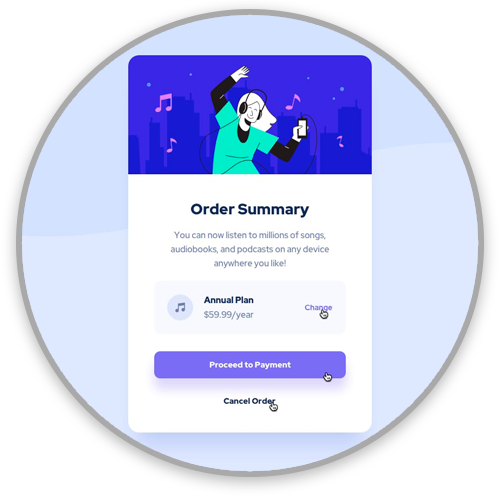 Order Summary
You can now listen to millions of songs,
audiobooks, and podcasts on any device
anywhere you like!
Annual Plan
$59.99/year
Change
Proceed to Payment
Cancel Order